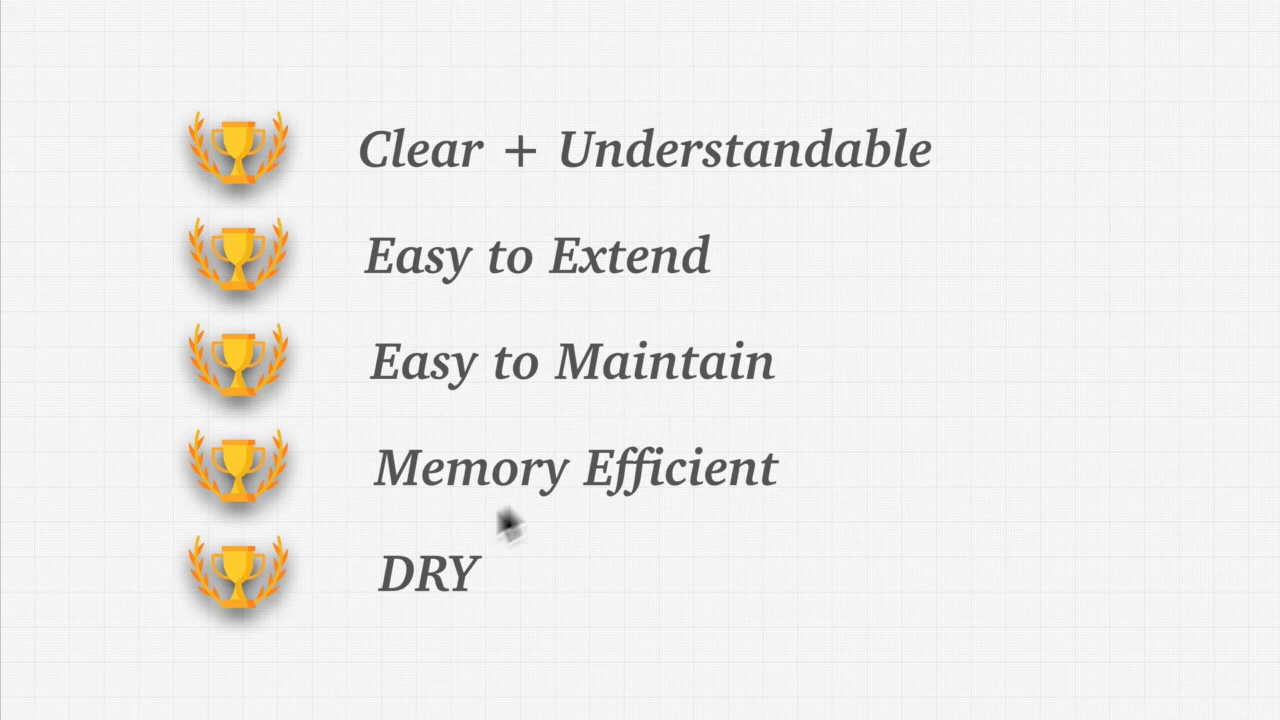 Clear + Understandable
Easy to Extend
Easy to Maintain
Memory Efficient
DRY